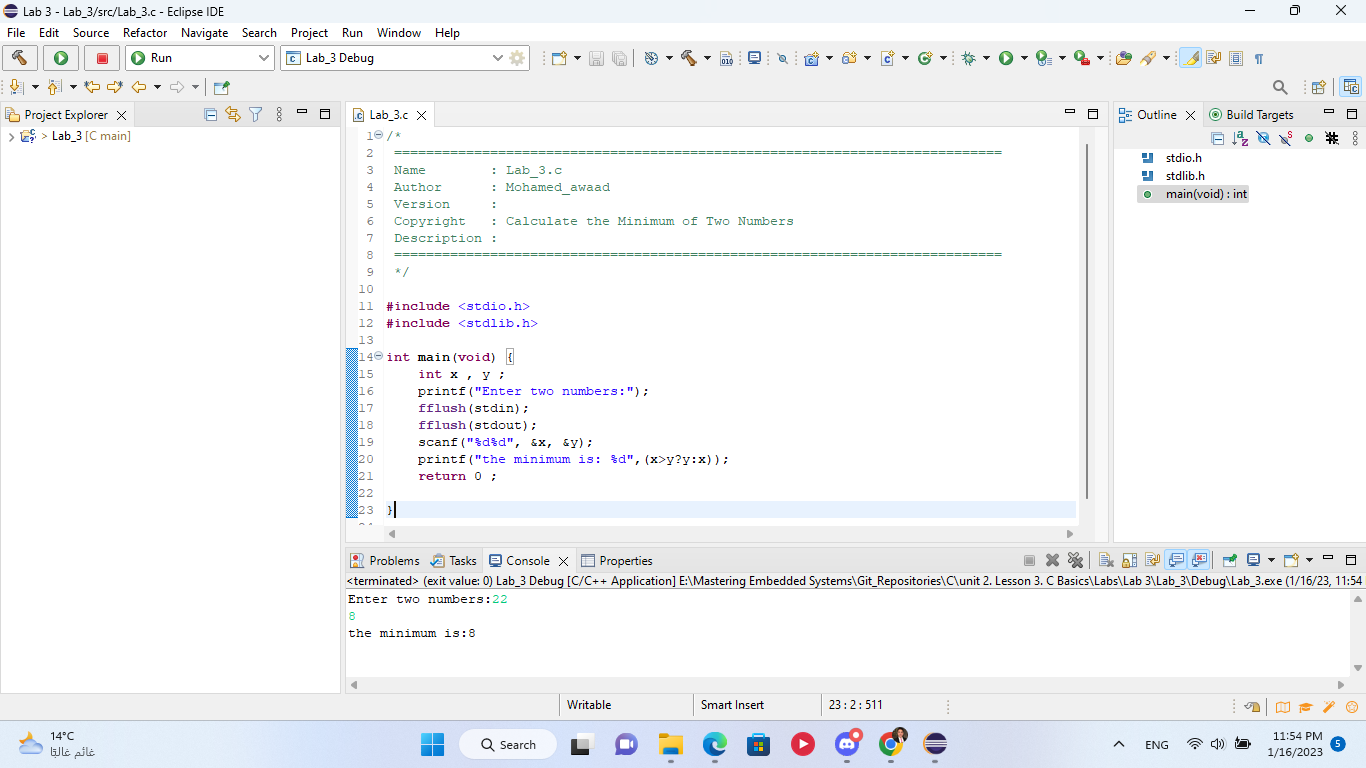 Lab 3 - Lab_3/src/Lab_3.c - Eclipse IDE
File Edit Source Refactor Navigate Search Project Run Window Help
Run
Lab_3 Debug
Project Explorer
> Lab_3 [C main]
Lab_3.c
1 /*
2 ============================================================================
3 Name : Lab_3.c
4 Author : Mohamed_awaad
5 Version :
6 Copyright : Calculate the Minimum of Two Numbers
7 Description :
8 ============================================================================
9 */
10
11 #include <stdio.h>
12 #include <stdlib.h>
13
14 int main(void) {
15 int x , y ;
16 printf("Enter two numbers:");
17 fflush(stdin);
18 fflush(stdout);
19 scanf("%d%d", &x, &y);
20 printf("the minimum is: %d",(x>y?y:x));
21 return 0 ;
22
23 }
Outline Build Targets
stdio.h
stdlib.h
main(void) : int
Problems Tasks Console Properties
<terminated> (exit value: 0) Lab_3 Debug [C/C++ Application] E:\Mastering Embedded Systems\Git_Repositories\C\unit 2. Lesson 3. C Basics\Labs\Lab 3\Lab_3\Debug\Lab_3.exe (1/16/23, 11:54
Enter two numbers:22
8
the minimum is:8
Writable Smart Insert 23 : 2 : 511
14°C
غائم غالبًا
Search
ENG
11:54 PM
1/16/2023
5